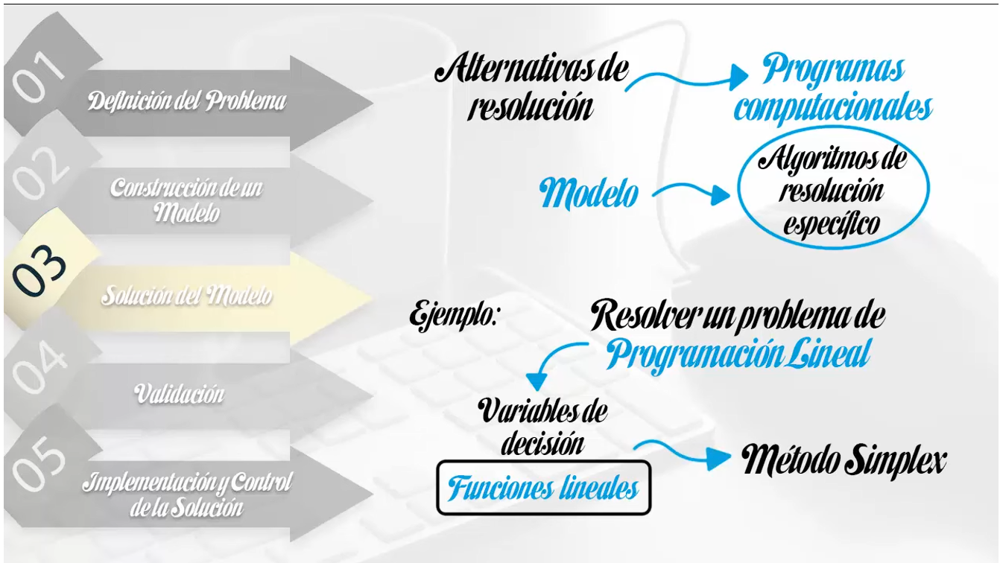 01
Definición del Problema
02
Construcción de un
Modelo
03
Solución del Modelo
04
Validación
05
Implementación y Control
de la Solución
Alternativas de
resolución
Programas
computacionales
Modelo
Algoritmos de
resolución
específico
Ejemplo:
Resolver un problema de
Programación Lineal
Variables de
decisión
Funciones lineales
Método Simplex